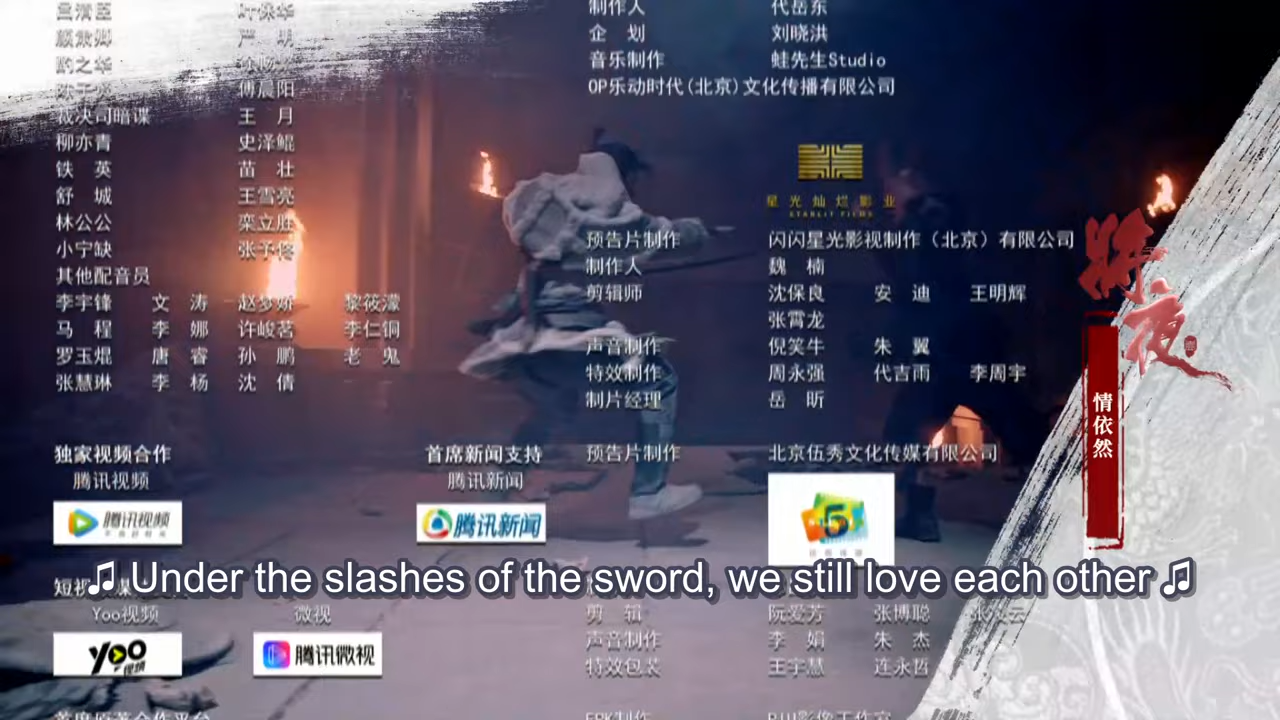 制作人 代岳东
企 划 刘晓洪
音乐制作 蛙先生Studio
OP乐动时代(北京)文化传播有限公司
傅晨阳
裁决司暗谍 王 月
柳亦青 史泽鲲
铁 英 苗 壮
舒 城 王雪亮
林公公 栾立胜
小宁缺 张予佟
其他配音员
李宇锋 文 涛 赵梦娇 黎筱濛
马 程 李 娜 许峻茗 李仁铜
罗玉焜 唐 睿 孙 鹏 老 鬼
张慧琳 李 杨 沈 倩
星光灿烂影业
STARLIT FILMS
预告片制作 闪闪星光影视制作（北京）有限公司
制作人 魏 楠
剪辑师 沈保良 安 迪 王明辉
张霄龙
声音制作 倪笑牛 朱 翼
特效制作 周永强 代吉雨 李周宇
制片经理 岳 昕
预告片制作 北京伍秀文化传媒有限公司
将夜
情依然
独家视频合作 首席新闻支持
腾讯视频 腾讯新闻
腾讯视频 腾讯新闻
5
♫ Under the slashes of the sword, we still love each other ♫
Yoo视频 微视
yoo视频 腾讯微视
剪 辑 阮爱芳 张博聪
声音制作 李 娟 朱 杰
特效包装 王宇慧 连永哲